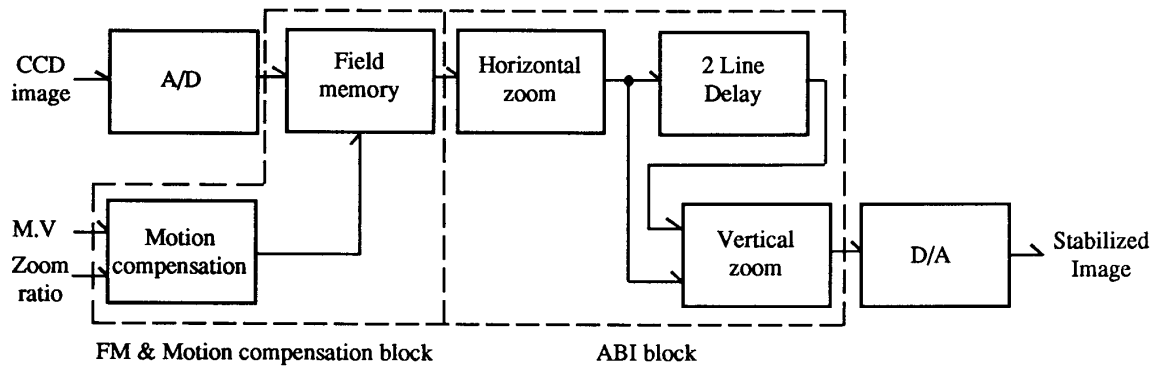 CCD
image
A/D
Field
memory
Horizontal
zoom
2 Line
Delay
M.V
Zoom
ratio
Motion
compensation
Vertical
zoom
D/A
Stabilized
Image
FM & Motion compensation block
ABI block